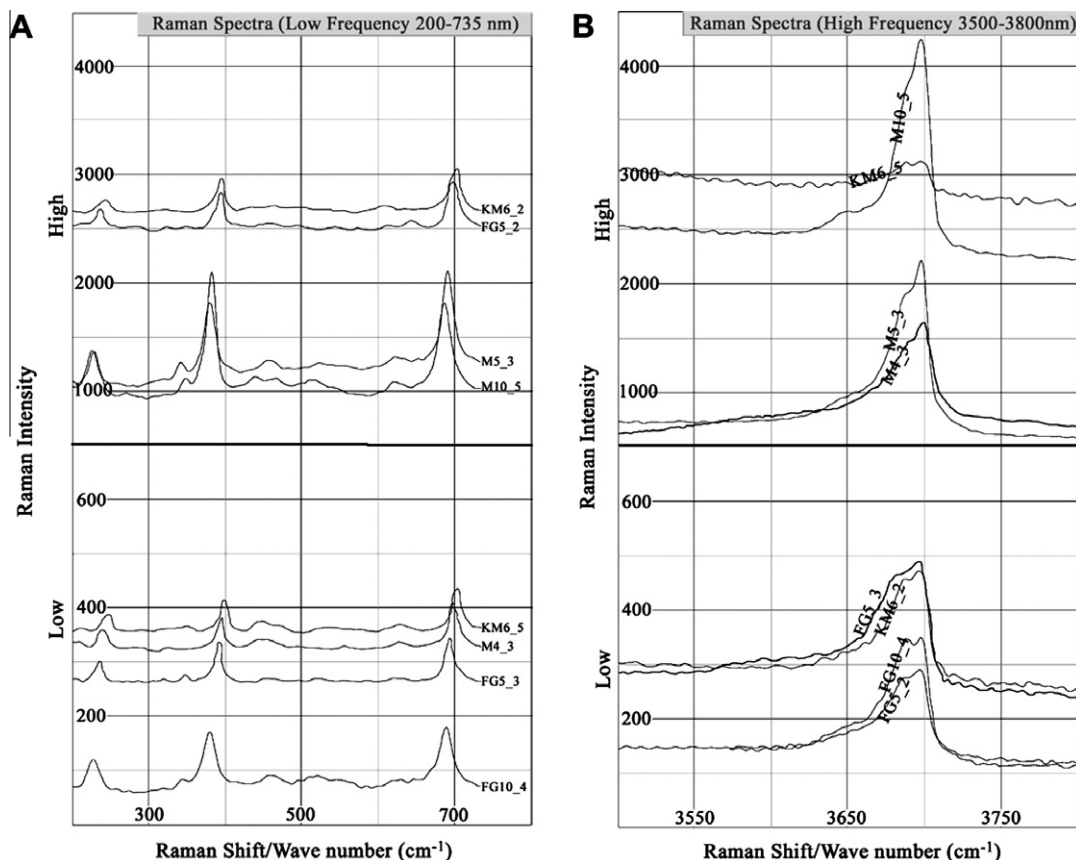 A
Raman Spectra (Low Frequency 200-735 nm)
4000
3000
KM6_2
FG5_2
High
2000
M5_3
1000
M10_5
Raman Intensity
600
Low
400
KM6_5
M4_3
FG5_3
200
FG10_4
300 500 700
Raman Shift/Wave number (cm-1)
B
Raman Spectra (High Frequency 3500-3800nm)
4000
M10_5
3000
KM6_5
High
2000
M5_3
M4_3
1000
Raman Intensity
600
400
FG5_3
KM6_2
Low
FG10_4
200
FG5_2
3550 3650 3750
Raman Shift/Wave number (cm-1)